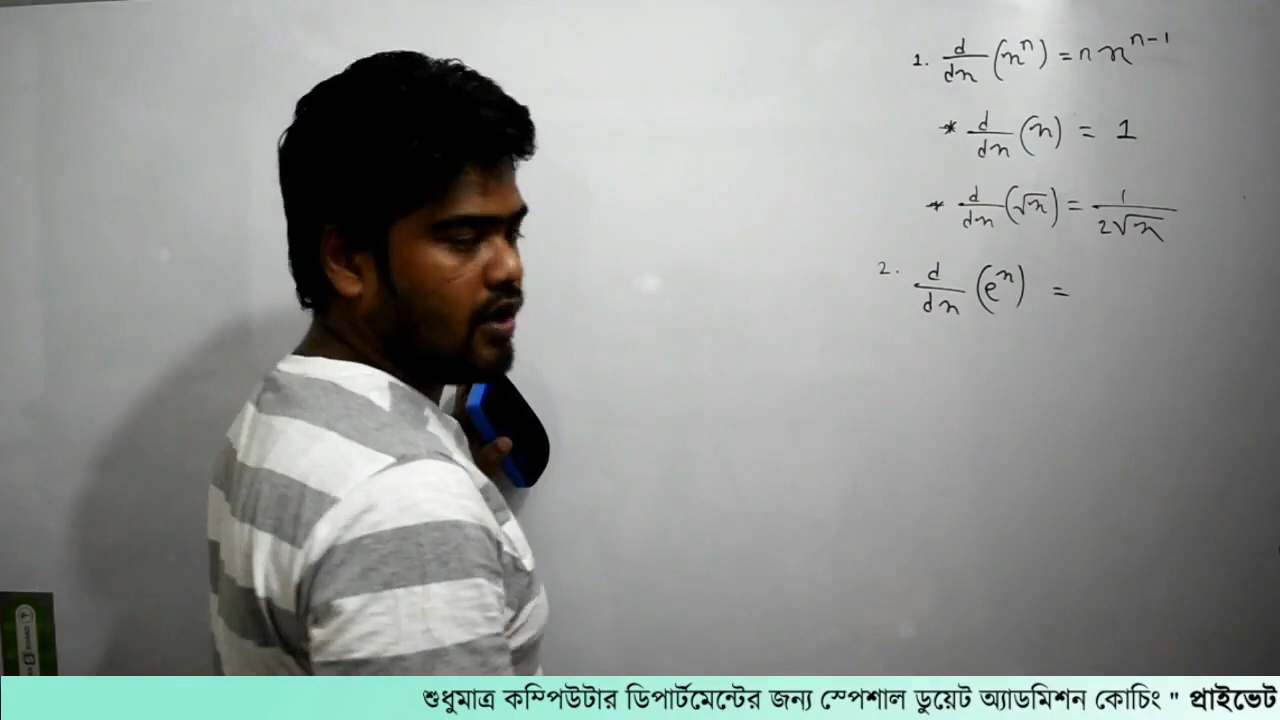 1. d/dx (x^n) = n x^{n-1}
* d/dx (x) = 1
* d/dx (√x) = 1/(2√x)
2. d/dx (e^x) =
শুধুমাত্র কম্পিউটার ডিপার্টমেন্টের জন্য স্পেশাল ডুয়েট অ্যাডমিশন কোচিং " প্রাইভেট